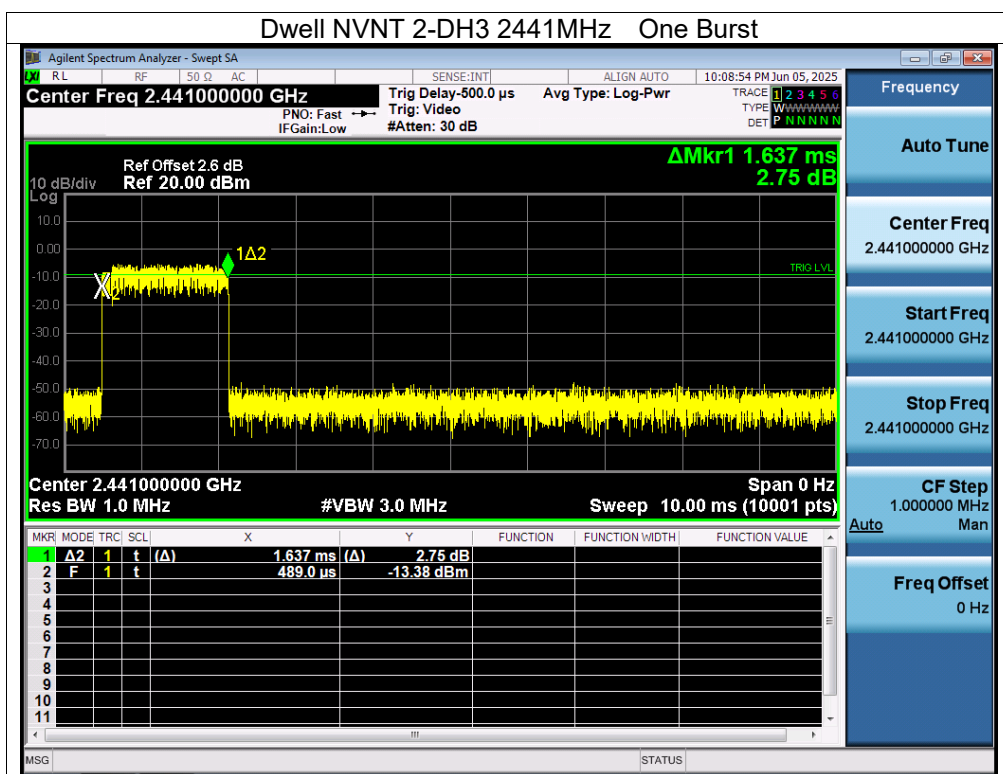 Dwell NVNT 2-DH3 2441MHz One Burst
Agilent Spectrum Analyzer - Swept SA
LXI RL RF 50 Ω AC SENSE:INT ALIGN AUTO 10:08:54 PM Jun 05, 2025
Center Freq 2.441000000 GHz Trig Delay-500.0 µs Avg Type: Log-Pwr TRACE 1 2 3 4 5 6
PNO: Fast Trig: Video TYPE WWWWWWW
IFGain:Low #Atten: 30 dB DET P N N N N N
ΔMkr1 1.637 ms
2.75 dB
Ref Offset 2.6 dB
10 dB/div Ref 20.00 dBm
Log
10.0
0.00
-10.0
-20.0
-30.0
-40.0
-50.0
-60.0
-70.0
1Δ2
2
TRIG LVL
Center 2.441000000 GHz Span 0 Hz
Res BW 1.0 MHz #VBW 3.0 MHz Sweep 10.00 ms (10001 pts)
MKR MODE TRC SCL X Y FUNCTION FUNCTION WIDTH FUNCTION VALUE
1 Δ2 1 t (Δ) 1.637 ms (Δ) 2.75 dB
2 F 1 t 489.0 µs -13.38 dBm
3
4
5
6
7
8
9
10
11
MSG STATUS
Frequency
Auto Tune
Center Freq
2.441000000 GHz
Start Freq
2.441000000 GHz
Stop Freq
2.441000000 GHz
CF Step
1.000000 MHz
Auto Man
Freq Offset
0 Hz